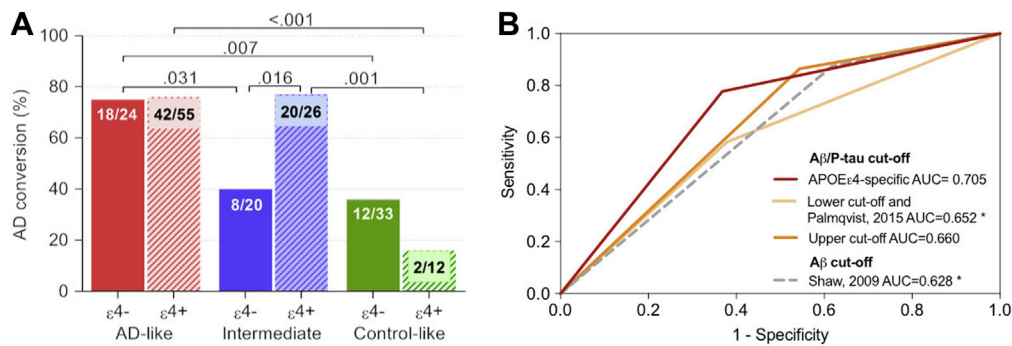 A
<.001
100
.007
80
.031
.016
.001
18/24
42/55
20/26
60
AD conversion (%)
40
8/20
12/33
20
2/12
0
ε4- ε4+ ε4- ε4+ ε4- ε4+
AD-like Intermediate Control-like
B
1.0
0.8
0.6
Sensitivity
0.4
0.2
0.0
Aβ/P-tau cut-off
APOEε4-specific AUC= 0.705
Lower cut-off and
Palmqvist, 2015 AUC=0.652 *
Upper cut-off AUC=0.660
Aβ cut-off
Shaw, 2009 AUC=0.628 *
0.0 0.2 0.4 0.6 0.8 1.0
1 - Specificity